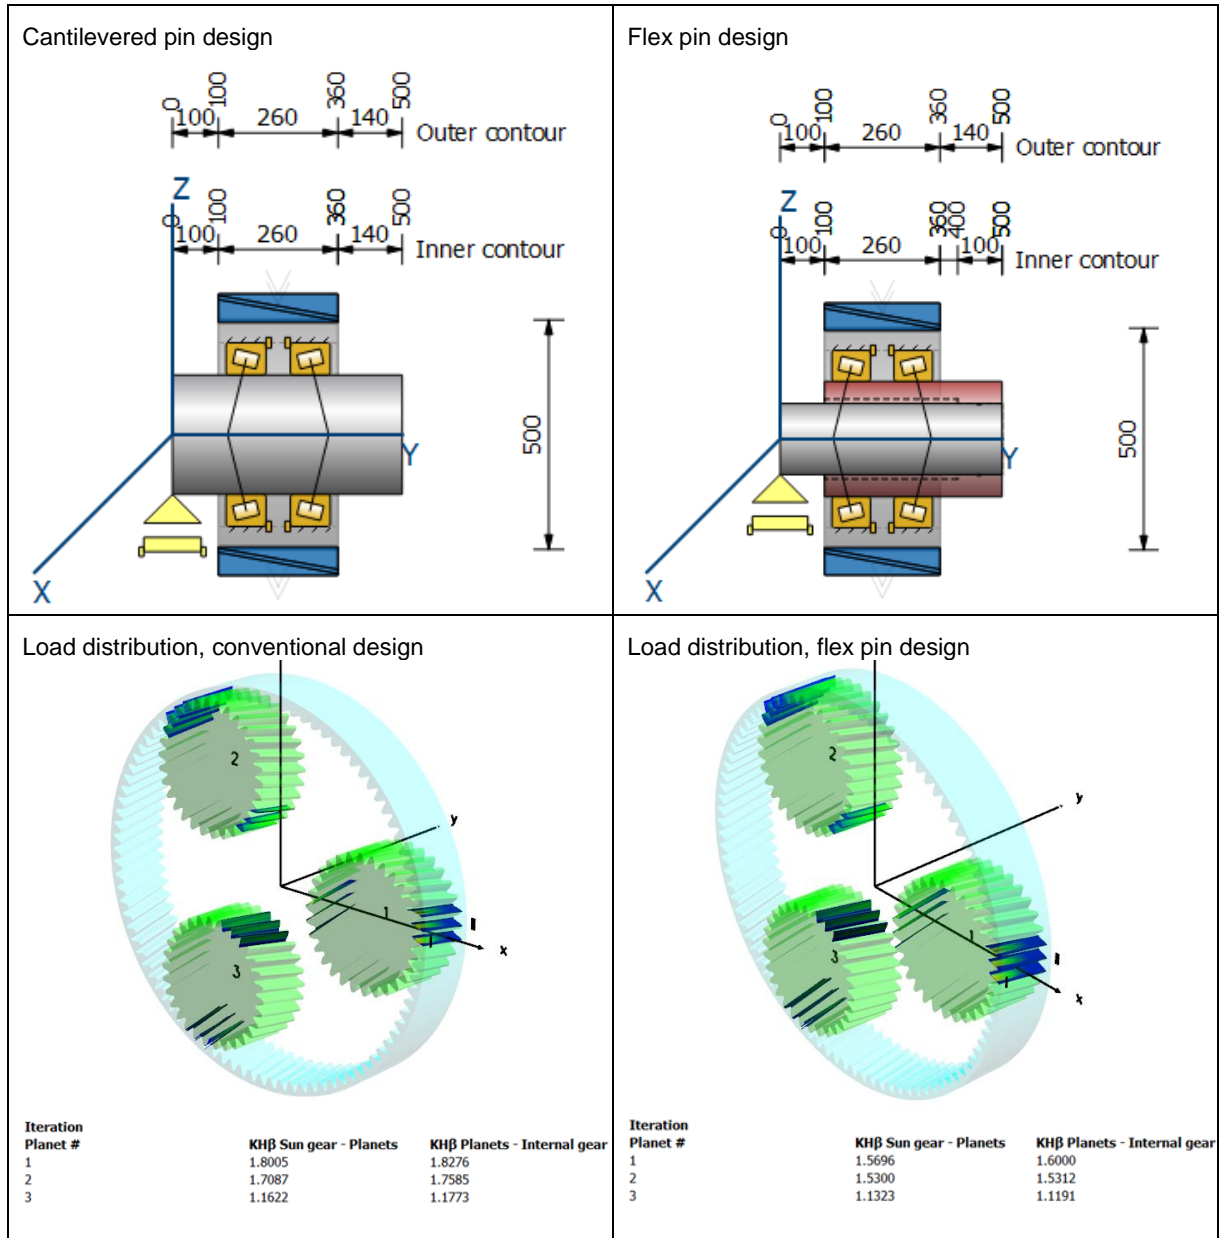 Cantilevered pin design
0 100 360 500
100 260 140 Outer contour
Z
0 100 360 500
100 260 140 Inner contour
500
Y
X
Flex pin design
0 100 360 500
100 260 140 Outer contour
Z
0 100 360 400 500
100 260 100 Inner contour
500
Y
X
Load distribution, conventional design
2
y
1
1
x
3
Iteration
Planet # KHβ Sun gear - Planets KHβ Planets - Internal gear
1 1.8005 1.8276
2 1.7087 1.7585
3 1.1622 1.1773
Load distribution, flex pin design
2
y
1
3
1
x
Iteration
Planet # KHβ Sun gear - Planets KHβ Planets - Internal gear
1 1.5696 1.6000
2 1.5300 1.5312
3 1.1323 1.1191